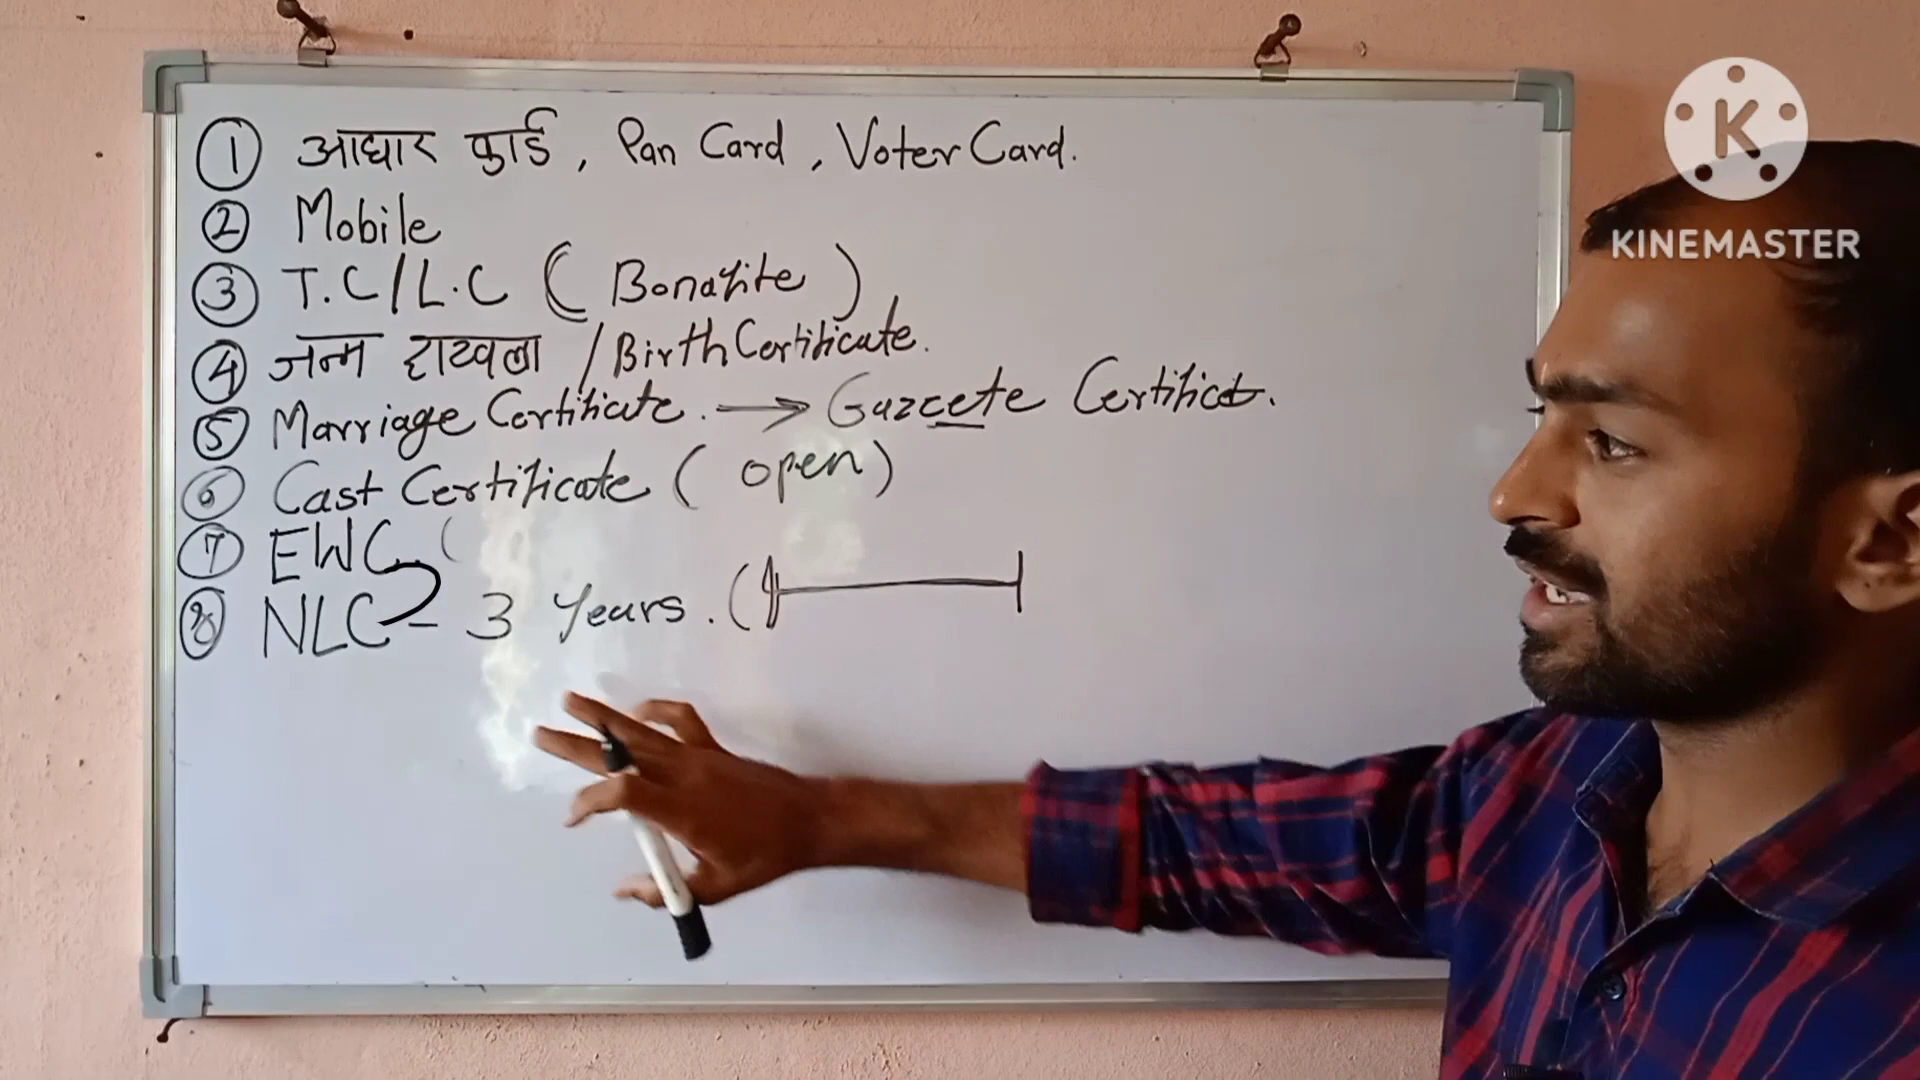 ① आधार कार्ड, Pan Card, Voter Card.
② Mobile
③ T.C/L.C (Bonafite)
④ जन्म दाखला / Birth Certificate.
⑤ Marriage Certificate. → Gazcete Certificet.
⑥ Cast Certificate (open)
⑦ EWC (
⑧ NLC - 3 Years. (
K
KINEMASTER